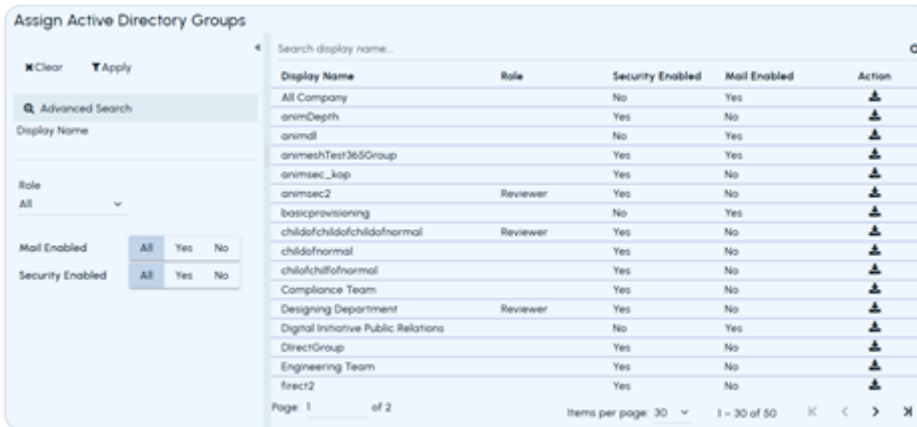 Assign Active Directory Groups
Clear Apply
Advanced Search
Display Name
Role
All
Mail Enabled All Yes No
Security Enabled All Yes No
Search display name...
Display Name Role Security Enabled Mail Enabled Action
All Company No Yes
animDepth Yes No
animdl No Yes
animeshTest365Group Yes Yes
animsec_kop Yes No
animsec2 Reviewer Yes No
basicprovisioning No Yes
childofchildofchildofnormal Reviewer Yes No
childofnormal Yes No
chilofchilfofnormal Yes No
Compliance Team Yes No
Designing Department Reviewer Yes No
Digital Initiative Public Relations No Yes
DIrectGroup Yes No
Engineering Team Yes No
firect2 Yes No
Page: 1 of 2
Items per page: 30 1 – 30 of 50